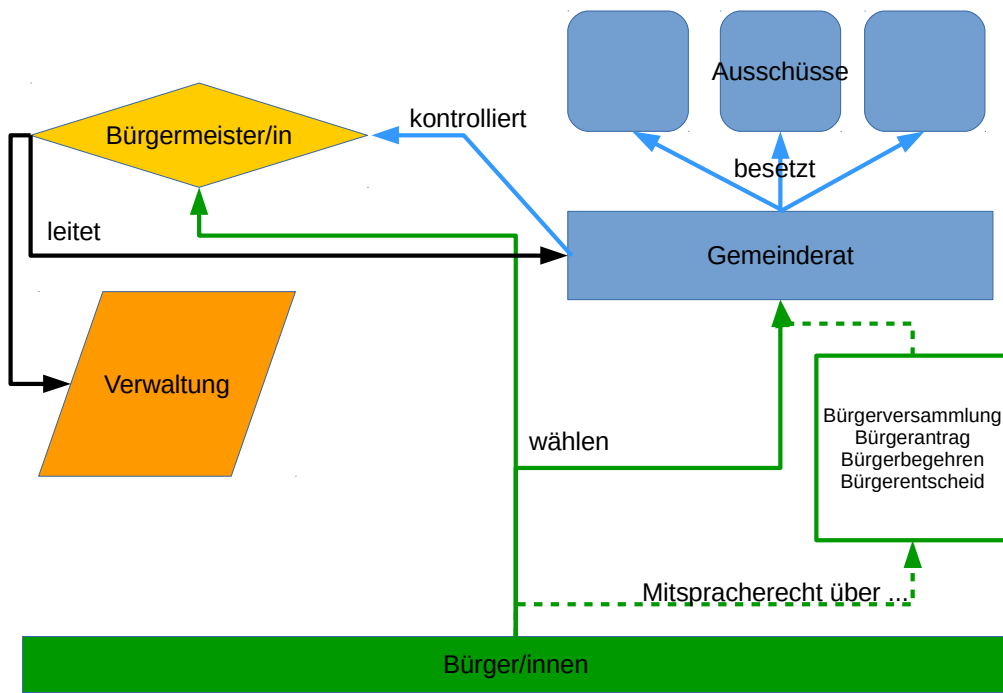 Ausschüsse
kontrolliert
Bürgermeister/in
besetzt
leitet
Gemeinderat
Verwaltung
Bürgerversammlung
Bürgerantrag
Bürgerbegehren
Bürgerentscheid
wählen
Mitspracherecht über ...
Bürger/innen